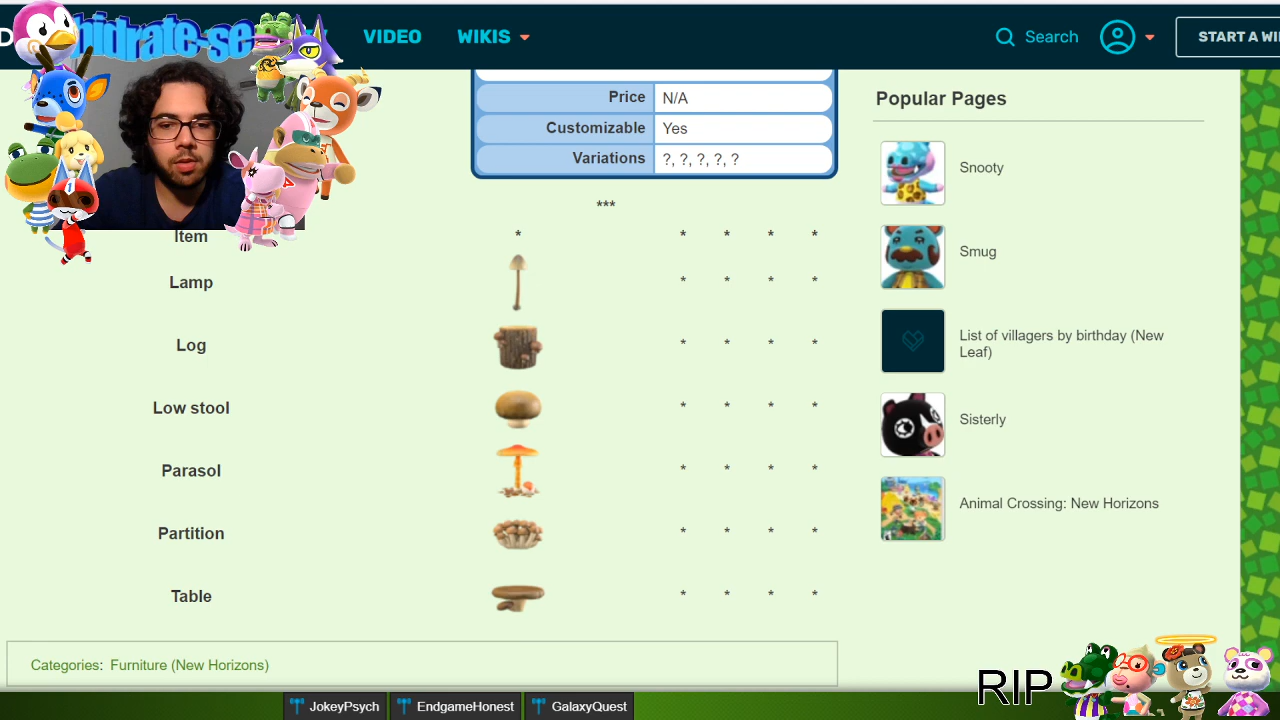 D
bidrate-se
VIDEO
WIKIS
Search
START A WI
Price N/A
Customizable Yes
Variations ?, ?, ?, ?, ?
***
Item * * * * *
Lamp * * * *
Log * * * *
Low stool * * * *
Parasol * * * *
Partition * * * *
Table * * * *
Categories: Furniture (New Horizons)
Popular Pages
Snooty
Smug
List of villagers by birthday (New
Leaf)
Sisterly
Animal Crossing: New Horizons
RIP
JokeyPsych
EndgameHonest
GalaxyQuest